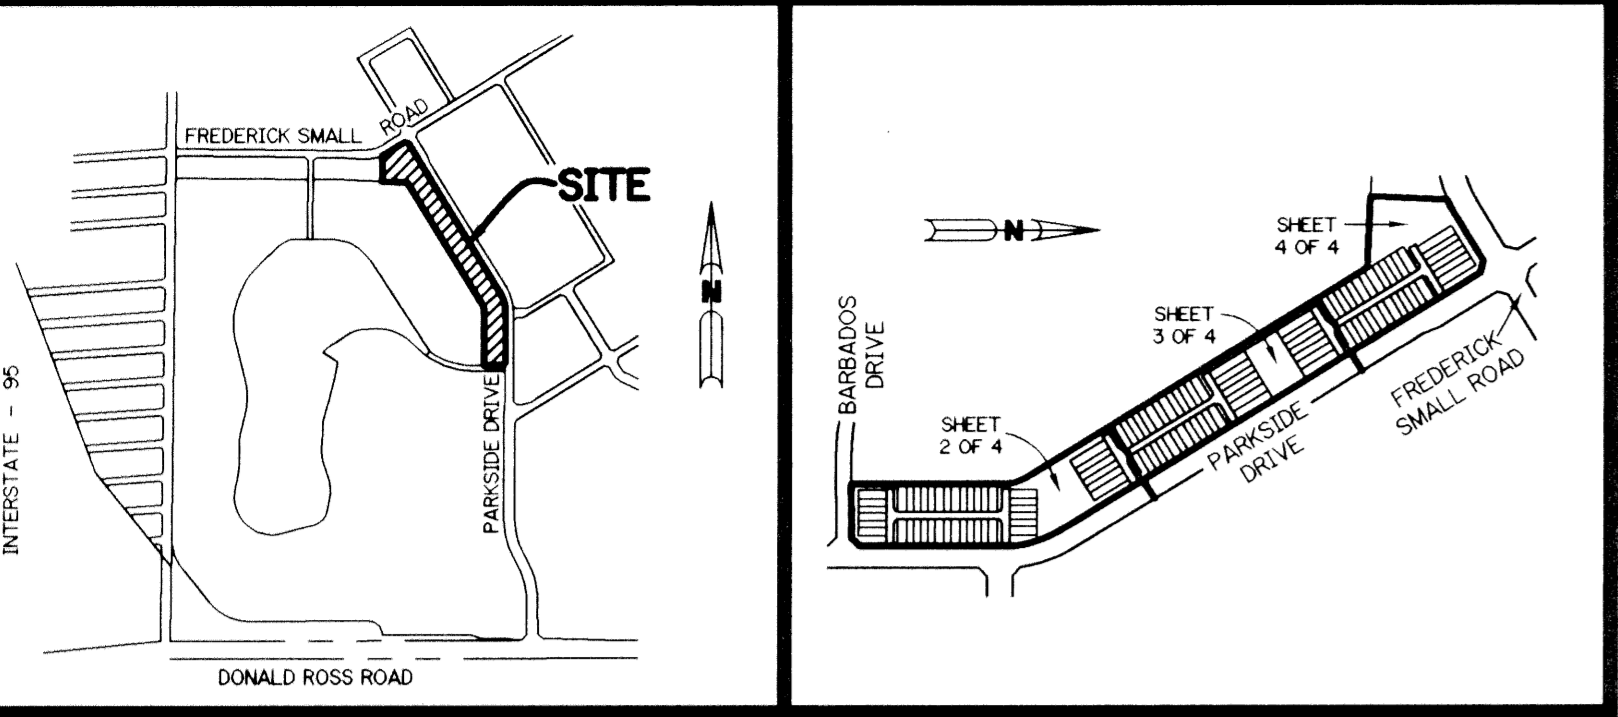 FREDERICK SMALL
ROAD
SITE
N
INTERSTATE - 95
PARKSIDE DRIVE
DONALD ROSS ROAD
N
SHEET
4 OF 4
SHEET
3 OF 4
BARBADOS
DRIVE
SHEET
2 OF 4
PARKSIDE
DRIVE
FREDERICK
SMALL ROAD